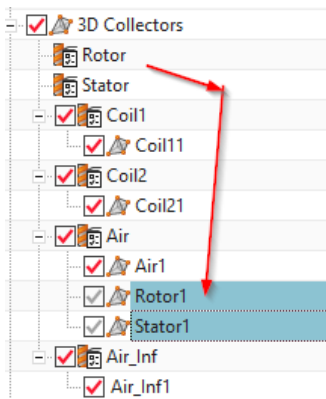 3D Collectors
Rotor
Stator
Coil1
Coil11
Coil2
Coil21
Air
Air1
Rotor1
Stator1
Air_Inf
Air_Inf1